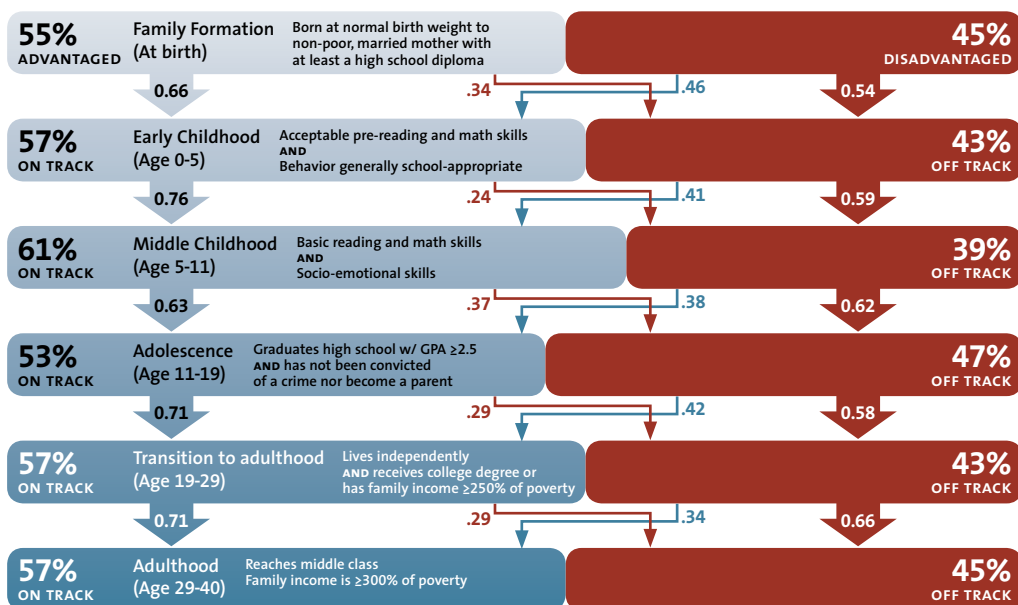 55%
ADVANTAGED
Family Formation
(At birth)
Born at normal birth weight to
non-poor, married mother with
at least a high school diploma
45%
DISADVANTAGED
0.66
.34
.46
0.54
57%
ON TRACK
Early Childhood
(Age 0-5)
Acceptable pre-reading and math skills
AND
Behavior generally school-appropriate
43%
OFF TRACK
0.76
.24
.41
0.59
61%
ON TRACK
Middle Childhood
(Age 5-11)
Basic reading and math skills
AND
Socio-emotional skills
39%
OFF TRACK
0.63
.37
.38
0.62
53%
ON TRACK
Adolescence
(Age 11-19)
Graduates high school w/ GPA ≥2.5
AND has not been convicted
of a crime nor become a parent
47%
OFF TRACK
0.71
.29
.42
0.58
57%
ON TRACK
Transition to adulthood
(Age 19-29)
Lives independently
AND receives college degree or
has family income ≥250% of poverty
43%
OFF TRACK
0.71
.29
.34
0.66
57%
ON TRACK
Adulthood
(Age 29-40)
Reaches middle class
Family income is ≥300% of poverty
45%
OFF TRACK